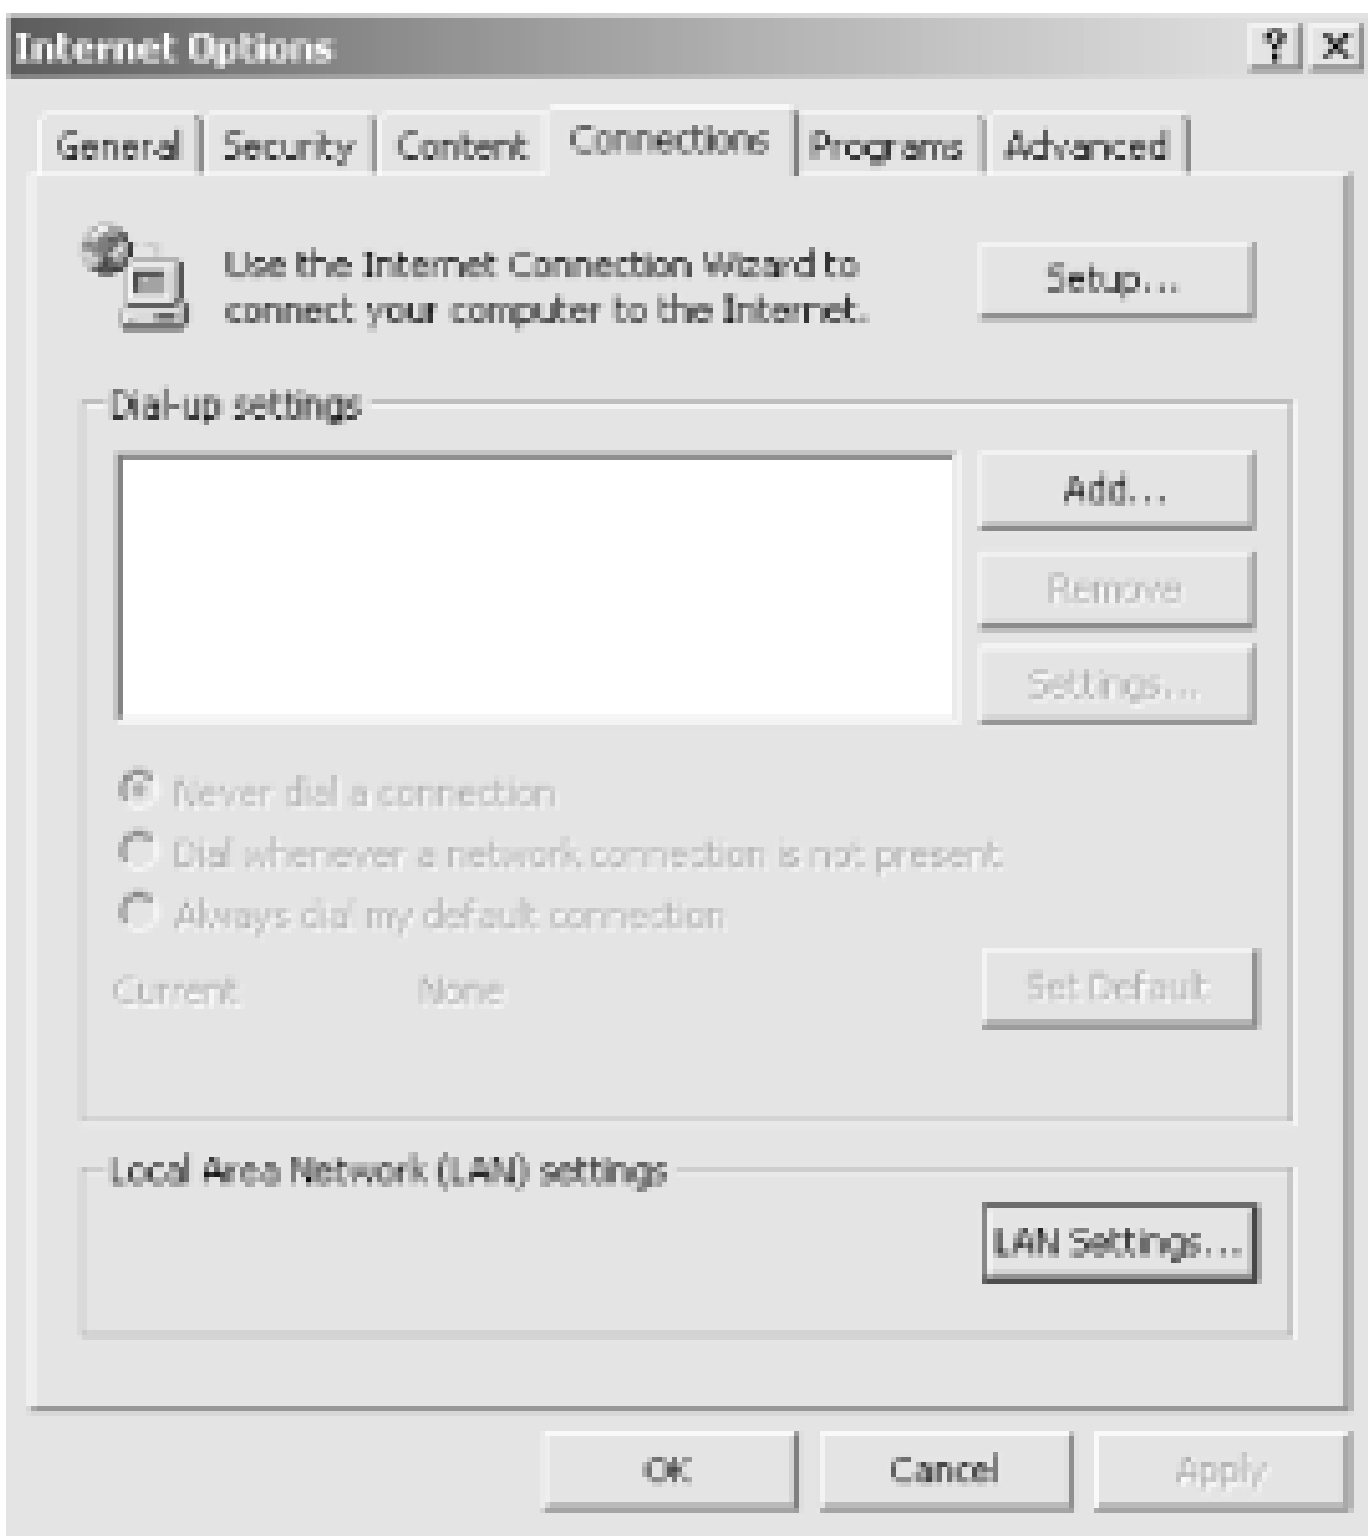 Internet Options
General Security Content Connections Programs Advanced
Use the Internet Connection Wizard to
connect your computer to the Internet.
Setup...
Dial-up settings
Add...
Remove
Settings...
Never dial a connection
Dial whenever a network connection is not present
Always dial my default connection
Current None
Set Default
Local Area Network (LAN) settings
LAN Settings...
OK Cancel Apply